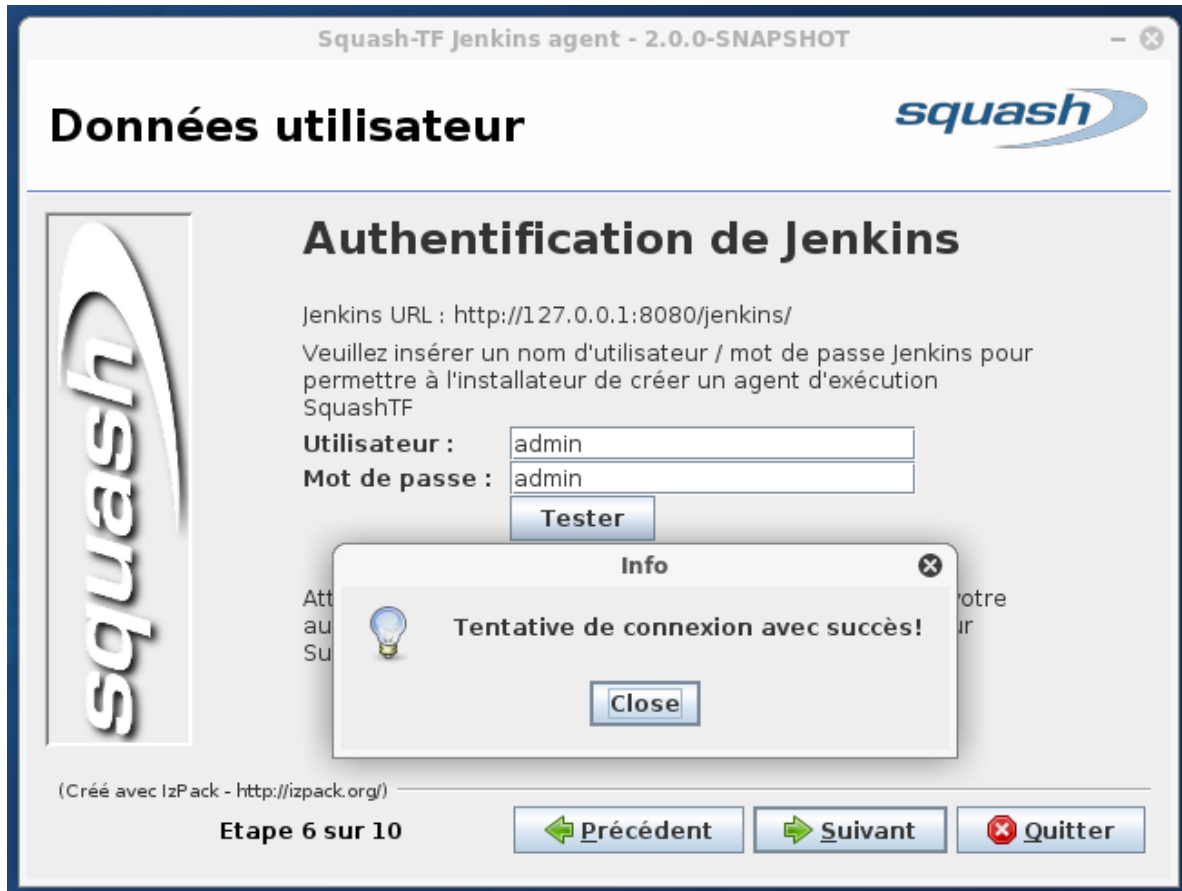 Squash-TF Jenkins agent - 2.0.0-SNAPSHOT
Données utilisateur
squash
squash
Authentification de Jenkins
Jenkins URL : http://127.0.0.1:8080/jenkins/
Veuillez insérer un nom d'utilisateur / mot de passe Jenkins pour
permettre à l'installateur de créer un agent d'exécution
SquashTF
Utilisateur : admin
Mot de passe : admin
Tester
Info
Tentative de connexion avec succès!
Close
(Créé avec IzPack - http://izpack.org/)
Etape 6 sur 10
Précédent
Suivant
Quitter